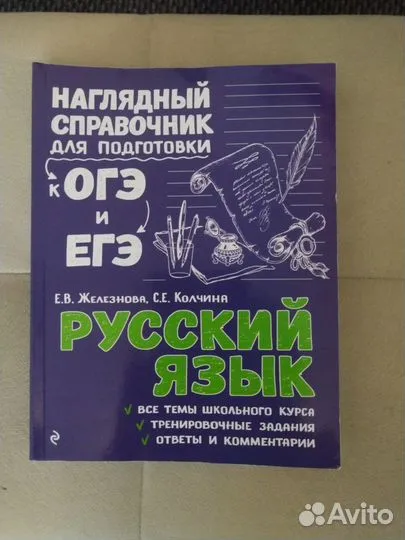 НАГЛЯДНЫЙ
СПРАВОЧНИК
ДЛЯ ПОДГОТОВКИ
К ОГЭ
И
ЕГЭ
Е.В. ЖЕЛЕЗНОВА, С.Е. КОЛЧИНА
РУССКИЙ
ЯЗЫК
✓ ВСЕ ТЕМЫ ШКОЛЬНОГО КУРСА
✓ ТРЕНИРОВОЧНЫЕ ЗАДАНИЯ
✓ ОТВЕТЫ И КОММЕНТАРИИ
Avito